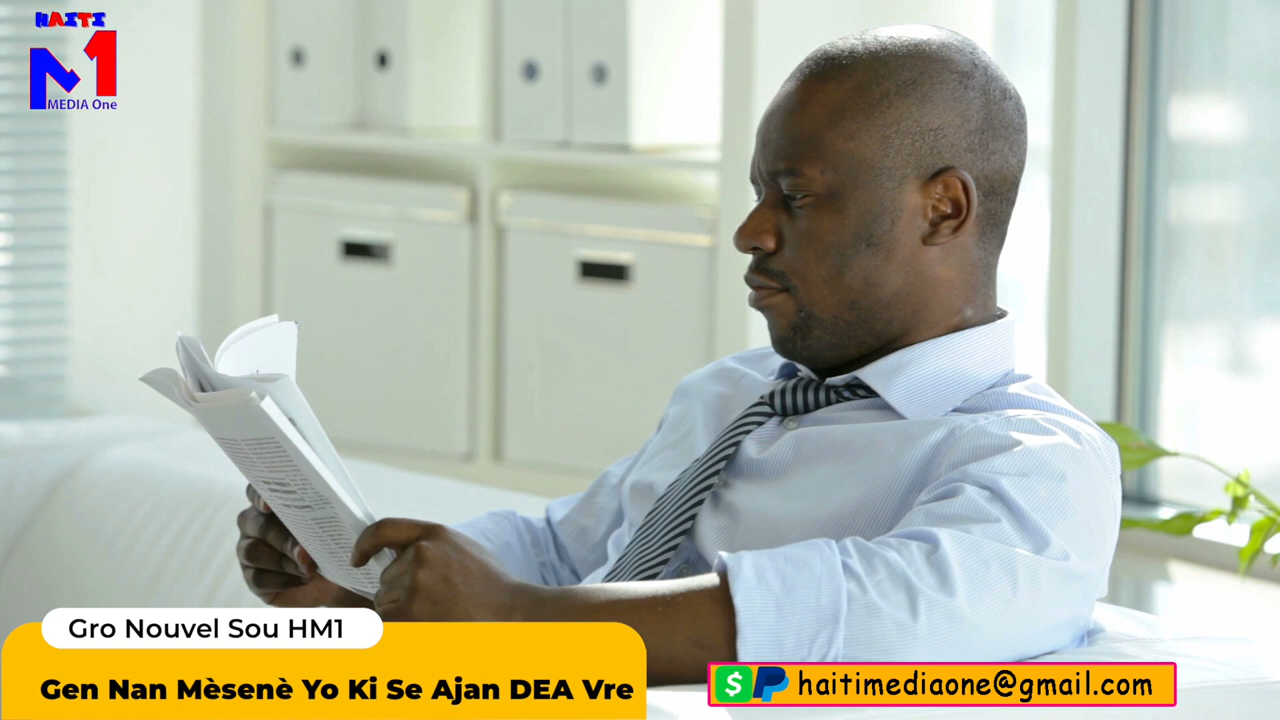 HAITI
M1
MEDIA One
Gro Nouvel Sou HM1
Gen Nan Mèsenè Yo Ki Se Ajan DEA Vre
$ haitimediaone@gmail.com